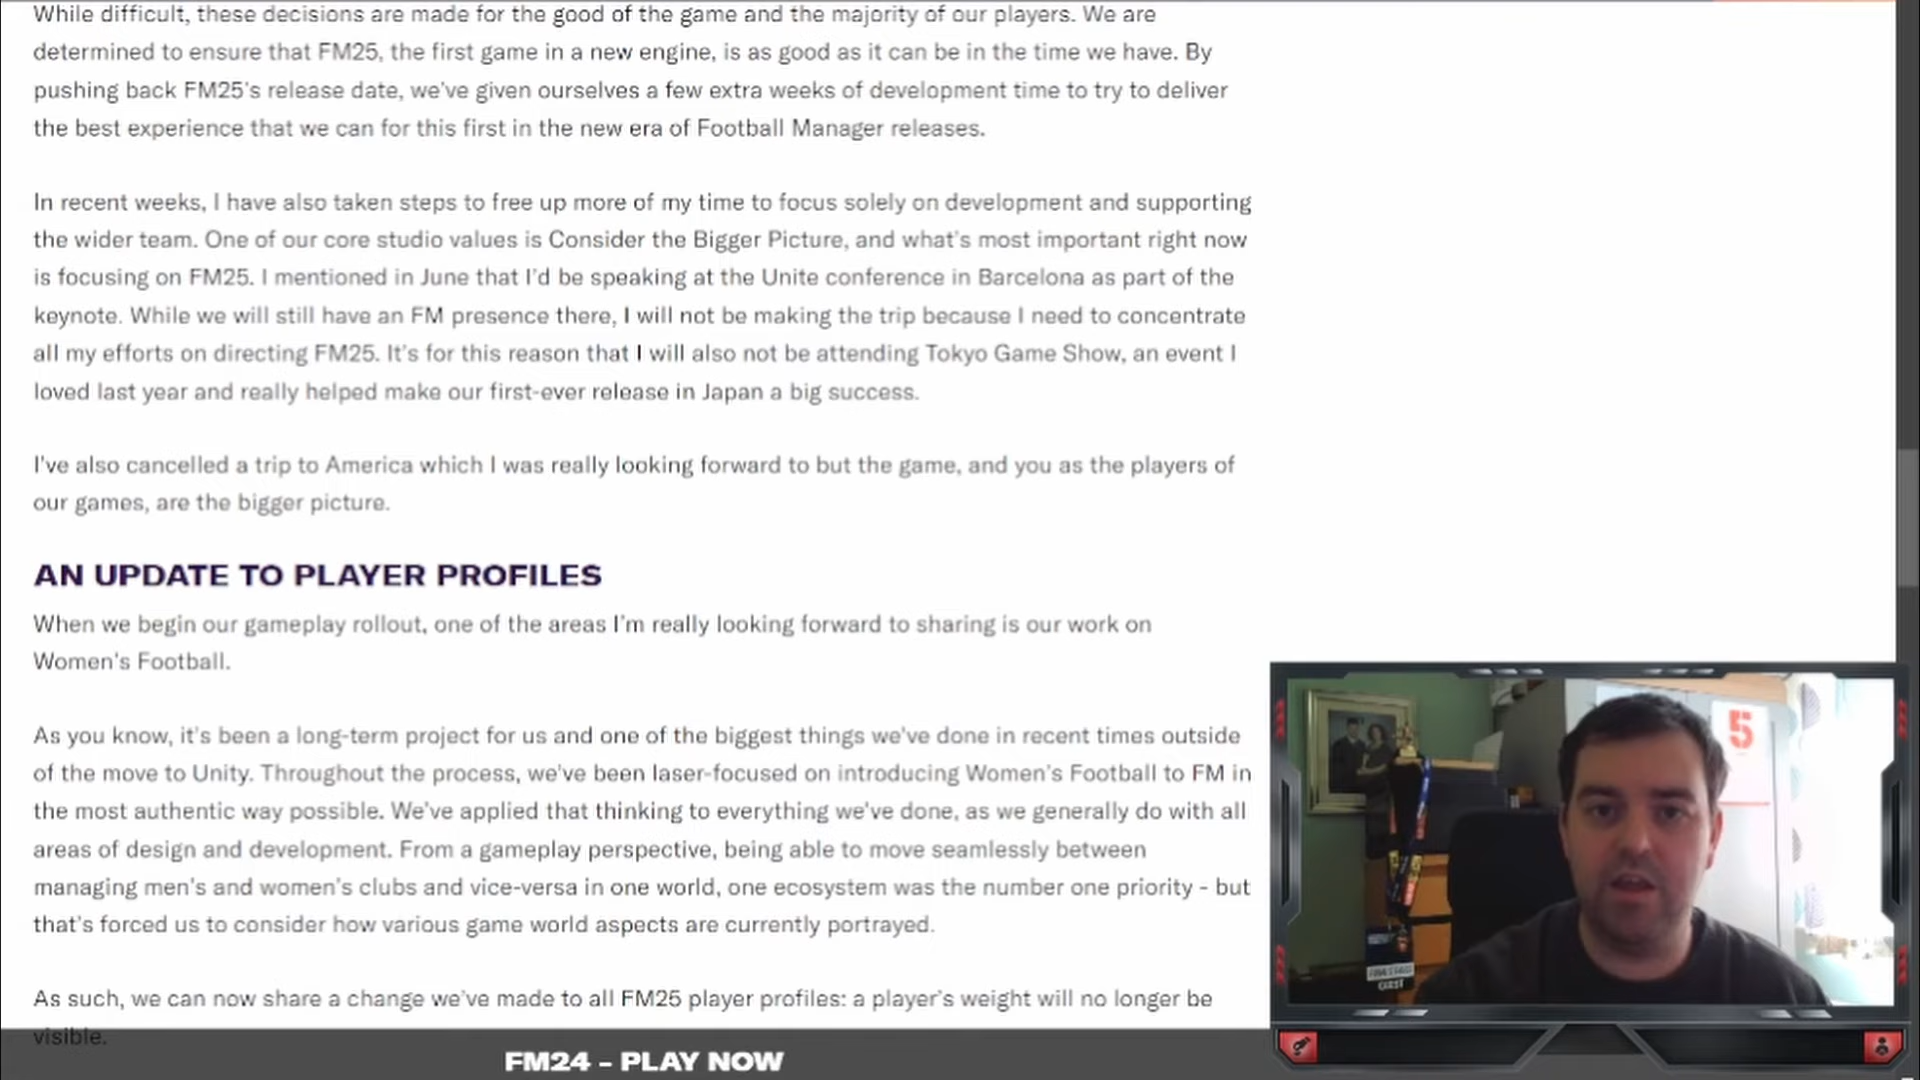 While difficult, these decisions are made for the good of the game and the majority of our players. We are
determined to ensure that FM25, the first game in a new engine, is as good as it can be in the time we have. By
pushing back FM25's release date, we've given ourselves a few extra weeks of development time to try to deliver
the best experience that we can for this first in the new era of Football Manager releases.
In recent weeks, I have also taken steps to free up more of my time to focus solely on development and supporting
the wider team. One of our core studio values is Consider the Bigger Picture, and what's most important right now
is focusing on FM25. I mentioned in June that I'd be speaking at the Unite conference in Barcelona as part of the
keynote. While we will still have an FM presence there, I will not be making the trip because I need to concentrate
all my efforts on directing FM25. It's for this reason that I will also not be attending Tokyo Game Show, an event I
loved last year and really helped make our first-ever release in Japan a big success.
I've also cancelled a trip to America which I was really looking forward to but the game, and you as the players of
our games, are the bigger picture.
AN UPDATE TO PLAYER PROFILES
When we begin our gameplay rollout, one of the areas I'm really looking forward to sharing is our work on
Women's Football.
As you know, it's been a long-term project for us and one of the biggest things we've done in recent times outside
of the move to Unity. Throughout the process, we've been laser-focused on introducing Women's Football to FM in
the most authentic way possible. We've applied that thinking to everything we've done, as we generally do with all
areas of design and development. From a gameplay perspective, being able to move seamlessly between
managing men's and women's clubs and vice-versa in one world, one ecosystem was the number one priority - but
that's forced us to consider how various game world aspects are currently portrayed.
As such, we can now share a change we've made to all FM25 player profiles: a player's weight will no longer be
visible.
FM24 - PLAY NOW
5
GUEST